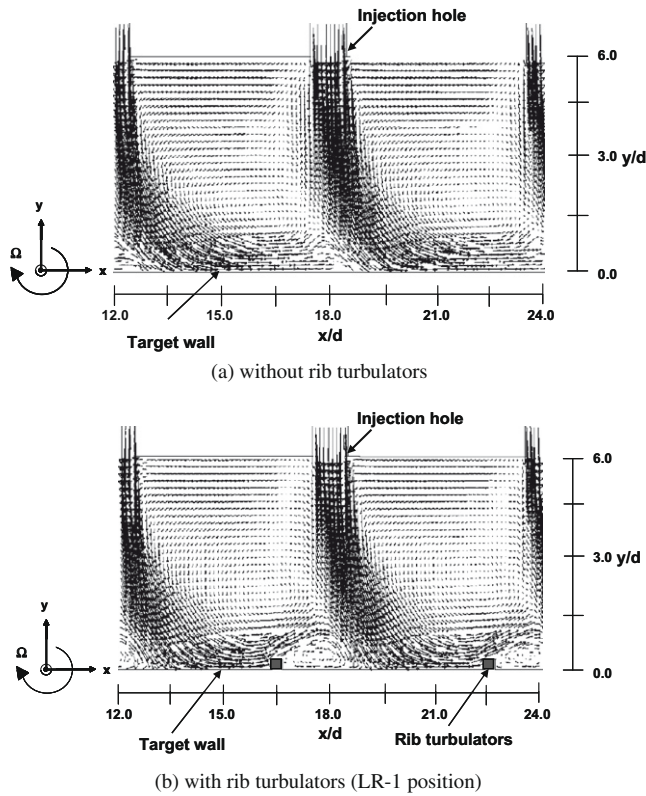 Injection hole
6.0
3.0 y/d
0.0
y
Ω
x
12.0 15.0 18.0 21.0 24.0
x/d
Target wall
(a) without rib turbulators
Injection hole
6.0
3.0 y/d
0.0
y
Ω
x
12.0 15.0 18.0 21.0 24.0
x/d
Target wall
Rib turbulators
(b) with rib turbulators (LR-1 position)